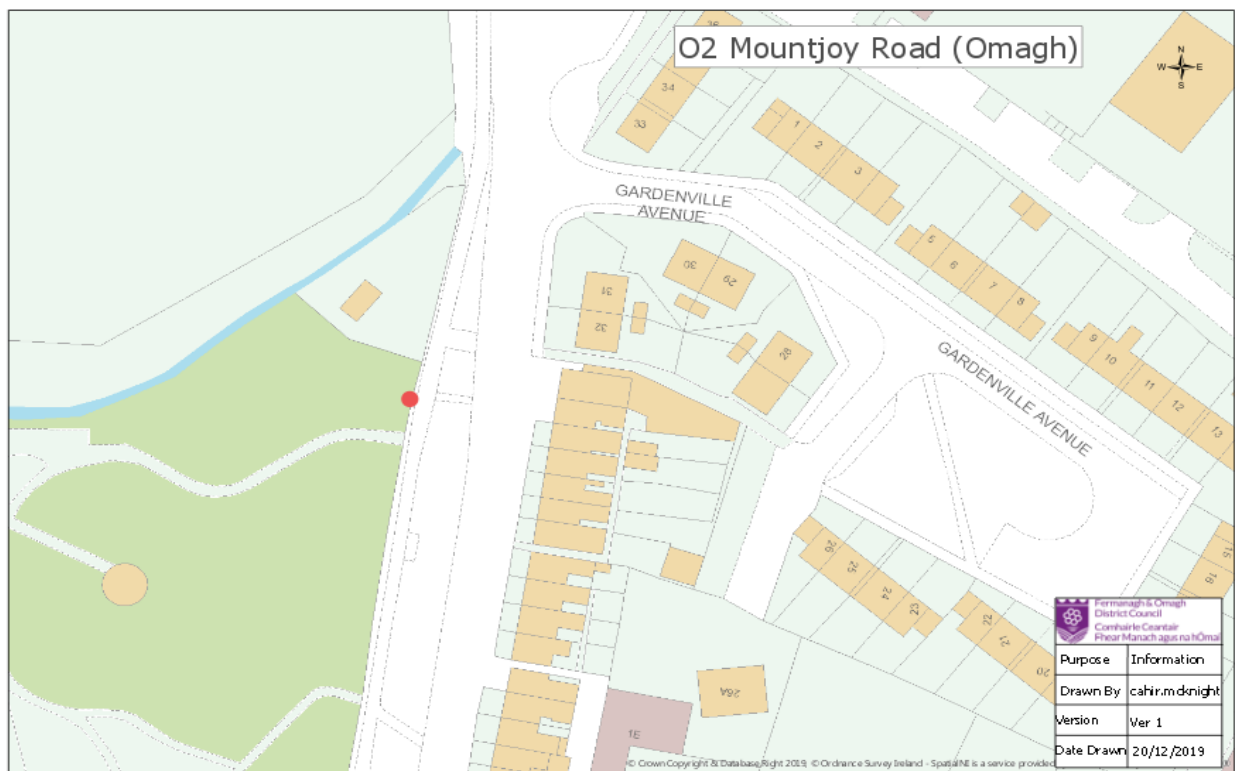 O2 Mountjoy Road (Omagh)
N
W E
S
36
34
33
1
2
3
GARDENVILLE
AVENUE
5
6
7
8
30
29
31
32
28
9
10
11
12
13
GARDENVILLE AVENUE
26
25
24
23
22
21
20
15
16
26A
1E
Fermanagh & Omagh
District Council
Comhairle Ceantair
Fhear Manach agus na hÓmaí
Purpose Information
Drawn By cahir.mcknight
Version Ver 1
Date Drawn 20/12/2019
© Crown Copyright & Database Right 2019, © Ordnance Survey Ireland - SpatialNI is a service provided